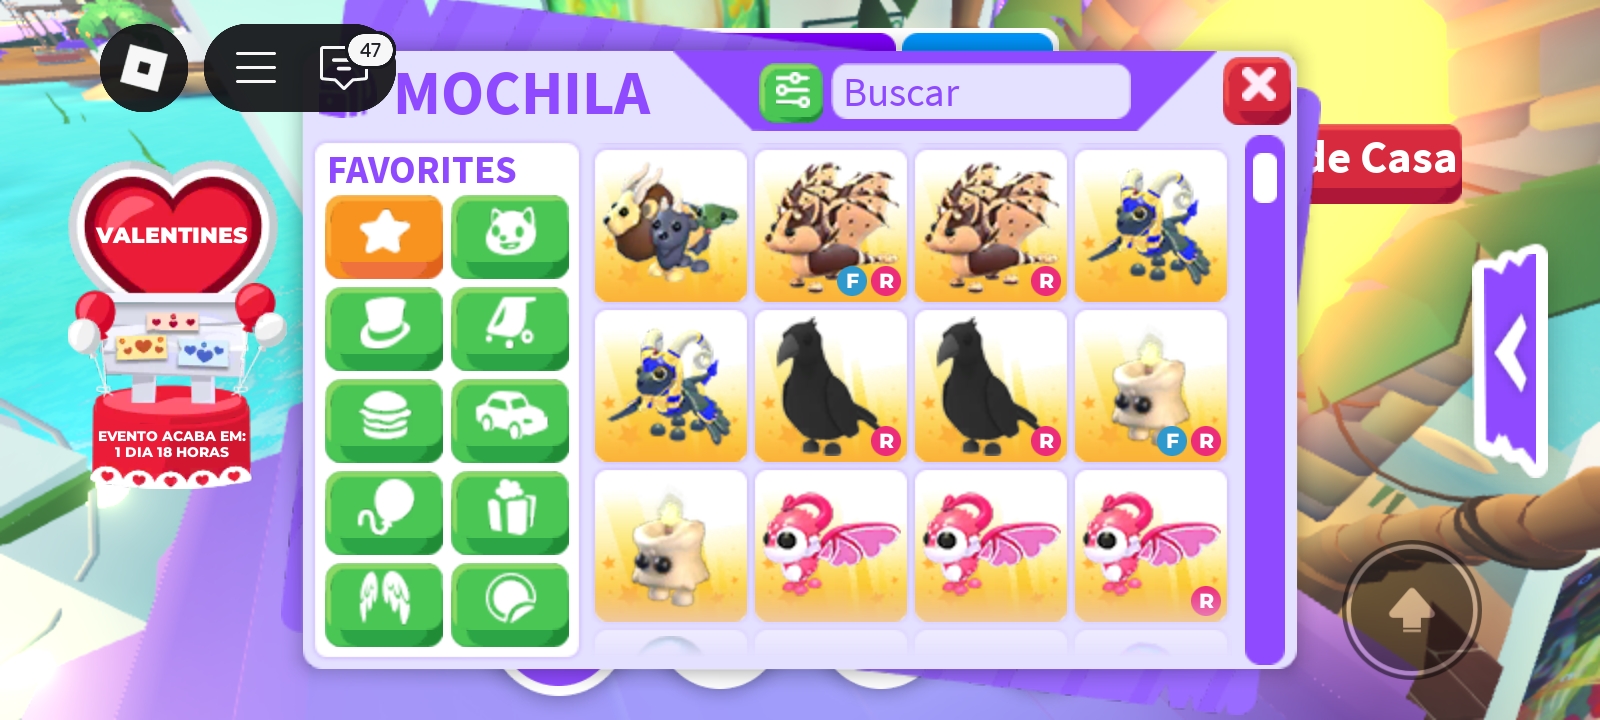 47
MOCHILA
Buscar
FAVORITES
de Casa
VALENTINES
EVENTO ACABA EM:
1 DIA 18 HORAS
F R
R
R
R
F R
R